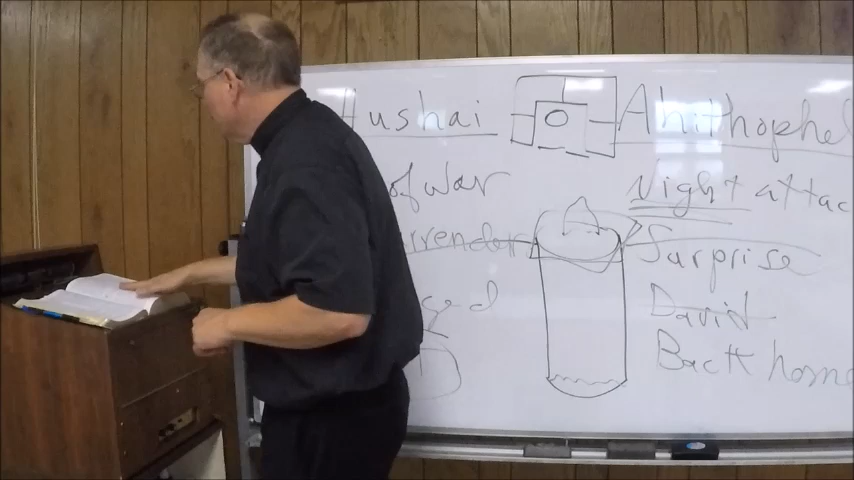 Hushai
Ahithophel
of war
Night attac
Surprise
David
Back home